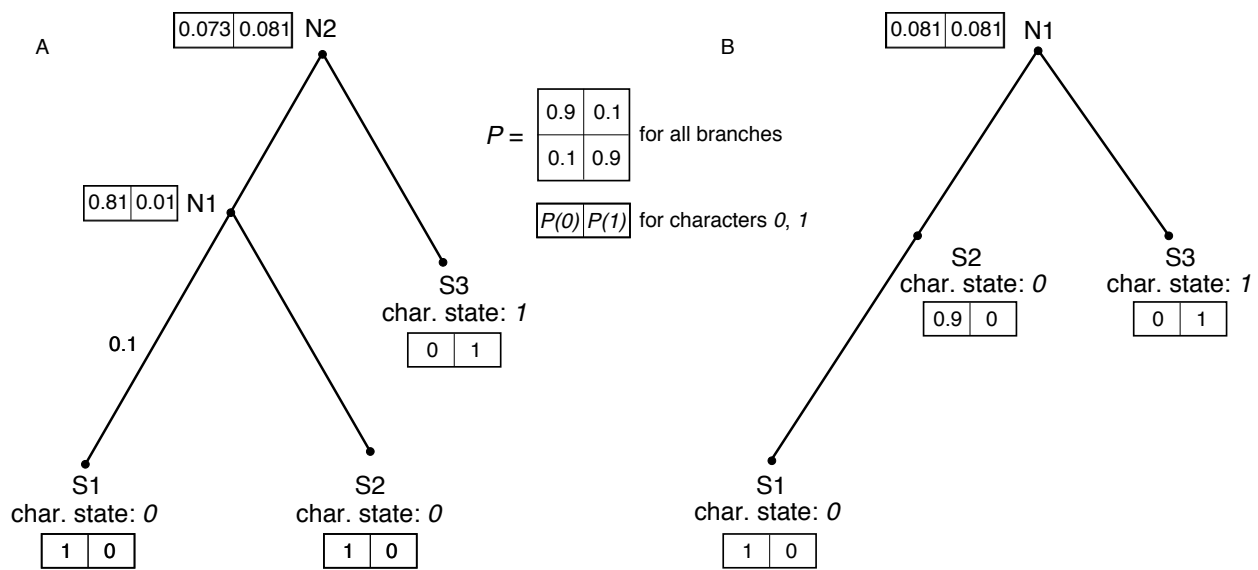 A
0.073 0.081 N2
P =
0.9 0.1
0.1 0.9
for all branches
P(0) P(1) for characters 0, 1
0.81 0.01 N1
0.1
S3
char. state: 1
0 1
S1
char. state: 0
1 0
S2
char. state: 0
1 0
B
0.081 0.081 N1
S2
char. state: 0
0.9 0
S3
char. state: 1
0 1
S1
char. state: 0
1 0